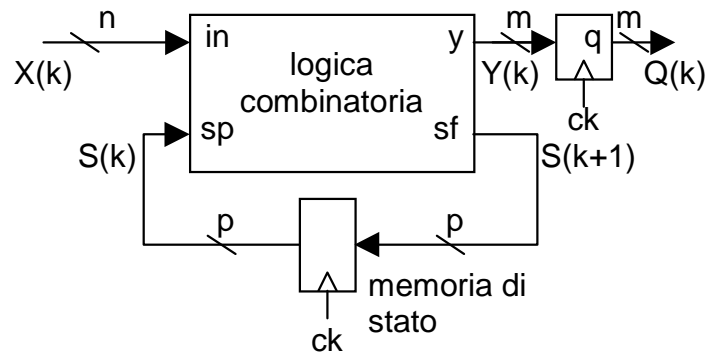 n
m
m
in
y
q
logica
combinatoria
X(k)
Y(k)
Q(k)
ck
sp
sf
S(k)
S(k+1)
p
p
memoria di
stato
ck